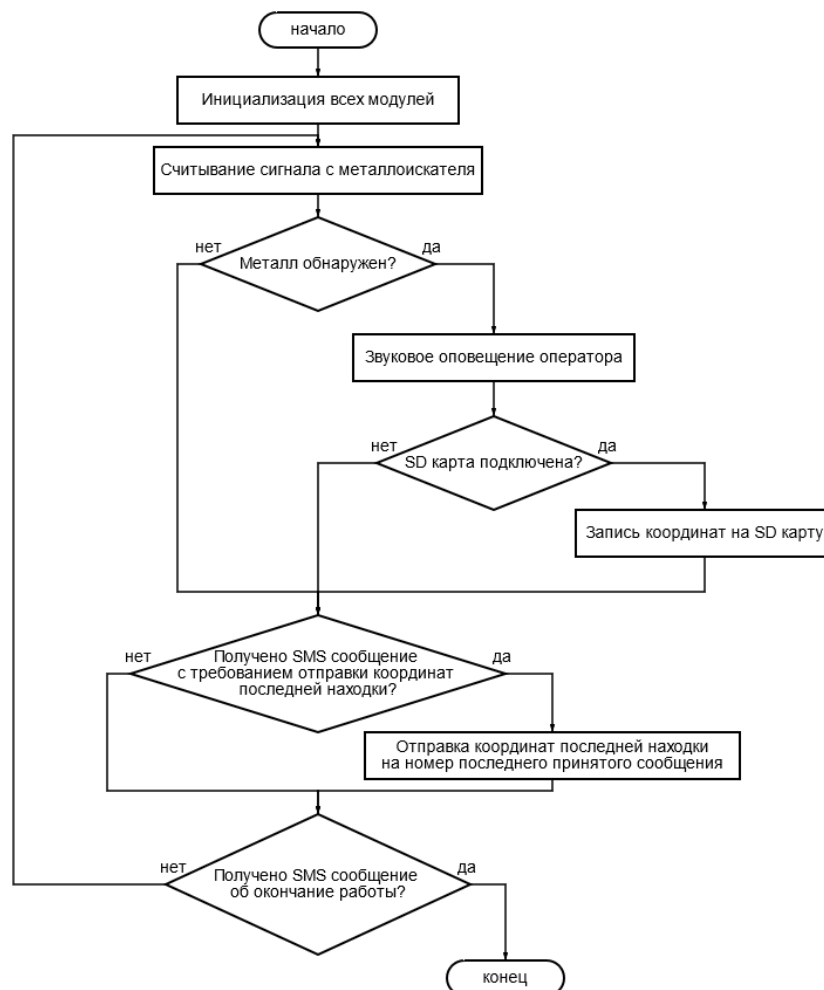 начало
Инициализация всех модулей
Считывание сигнала с металлоискателя
нет
да
Металл обнаружен?
Звуковое оповещение оператора
нет
да
SD карта подключена?
Запись координат на SD карту
нет
да
Получено SMS сообщение
с требованием отправки координат
последней находки?
Отправка координат последней находки
на номер последнего принятого сообщения
нет
да
Получено SMS сообщение
об окончание работы?
конец